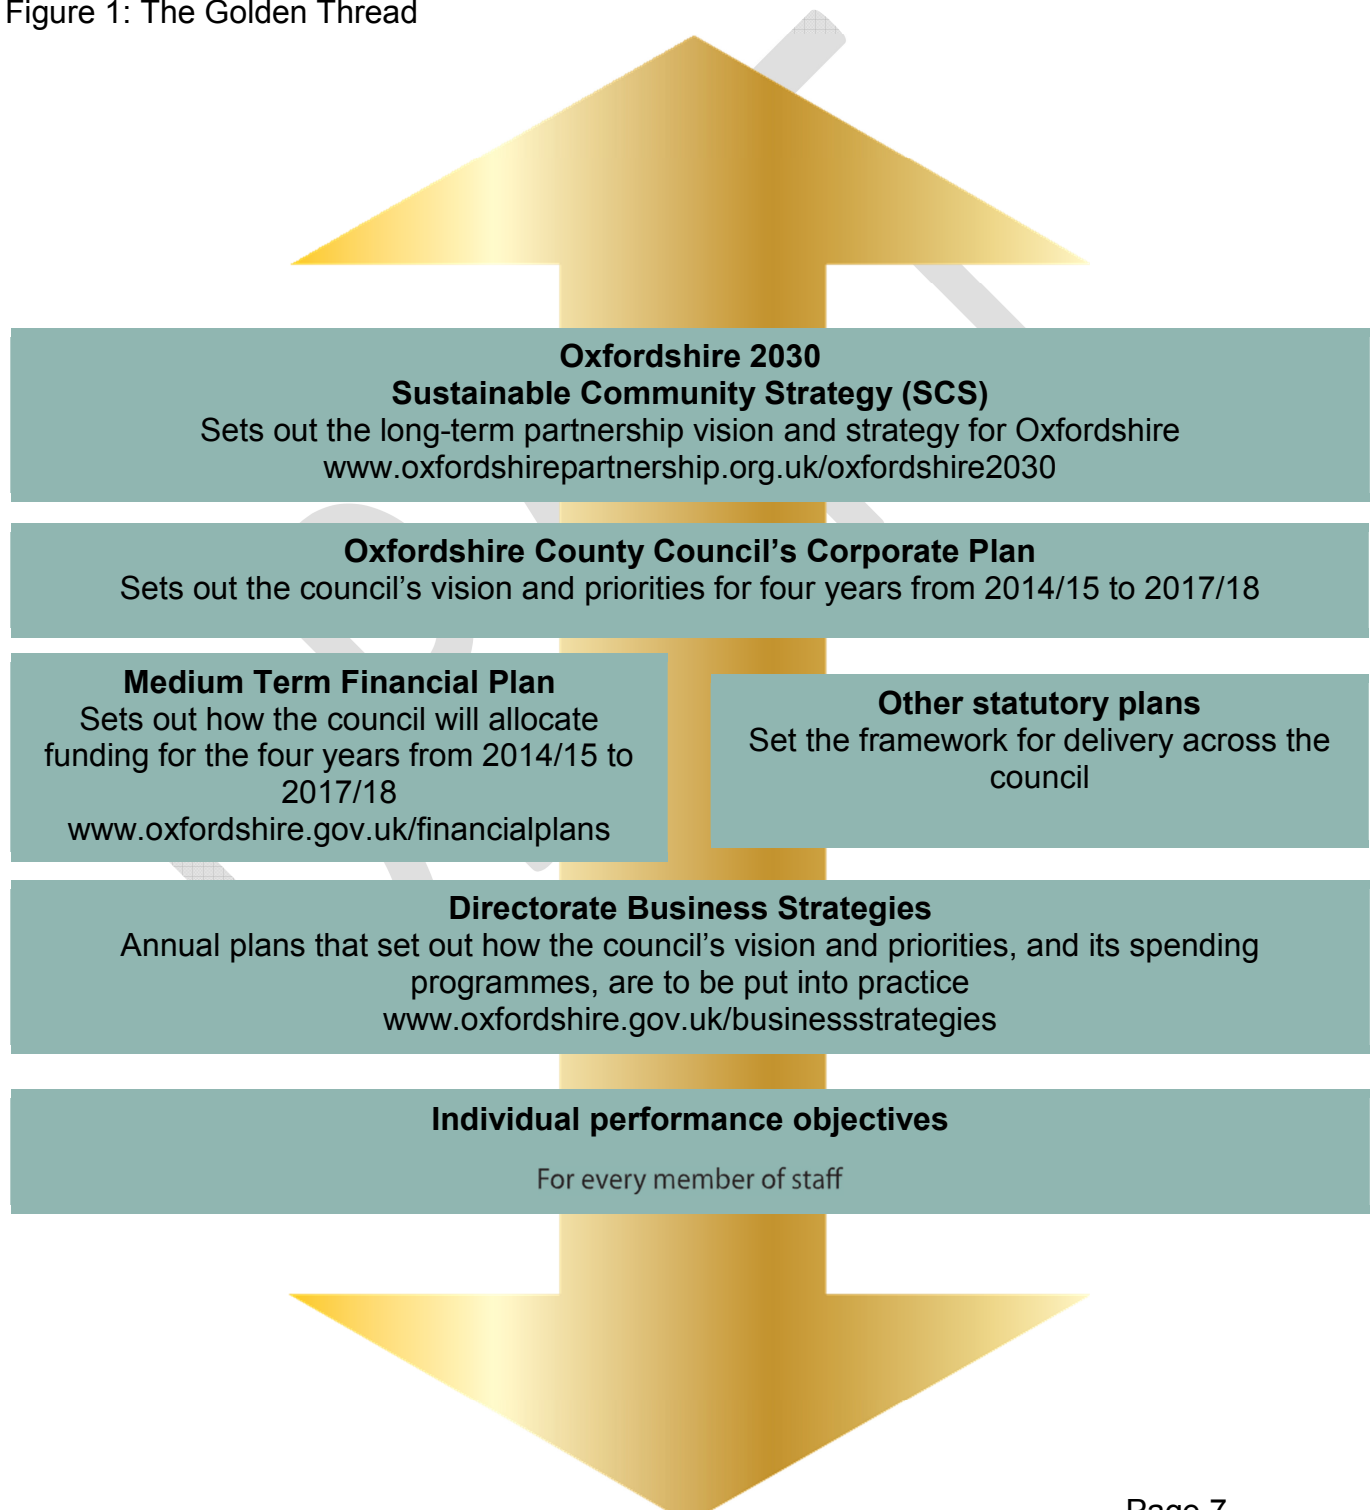 Figure 1: The Golden Thread
Oxfordshire 2030
Sustainable Community Strategy (SCS)
Sets out the long-term partnership vision and strategy for Oxfordshire
www.oxfordshirepartnership.org.uk/oxfordshire2030
Oxfordshire County Council’s Corporate Plan
Sets out the council’s vision and priorities for four years from 2014/15 to 2017/18
Medium Term Financial Plan
Sets out how the council will allocate
funding for the four years from 2014/15 to
2017/18
www.oxfordshire.gov.uk/financialplans
Other statutory plans
Set the framework for delivery across the
council
Directorate Business Strategies
Annual plans that set out how the council’s vision and priorities, and its spending
programmes, are to be put into practice
www.oxfordshire.gov.uk/businessstrategies
Individual performance objectives
For every member of staff
Page 7